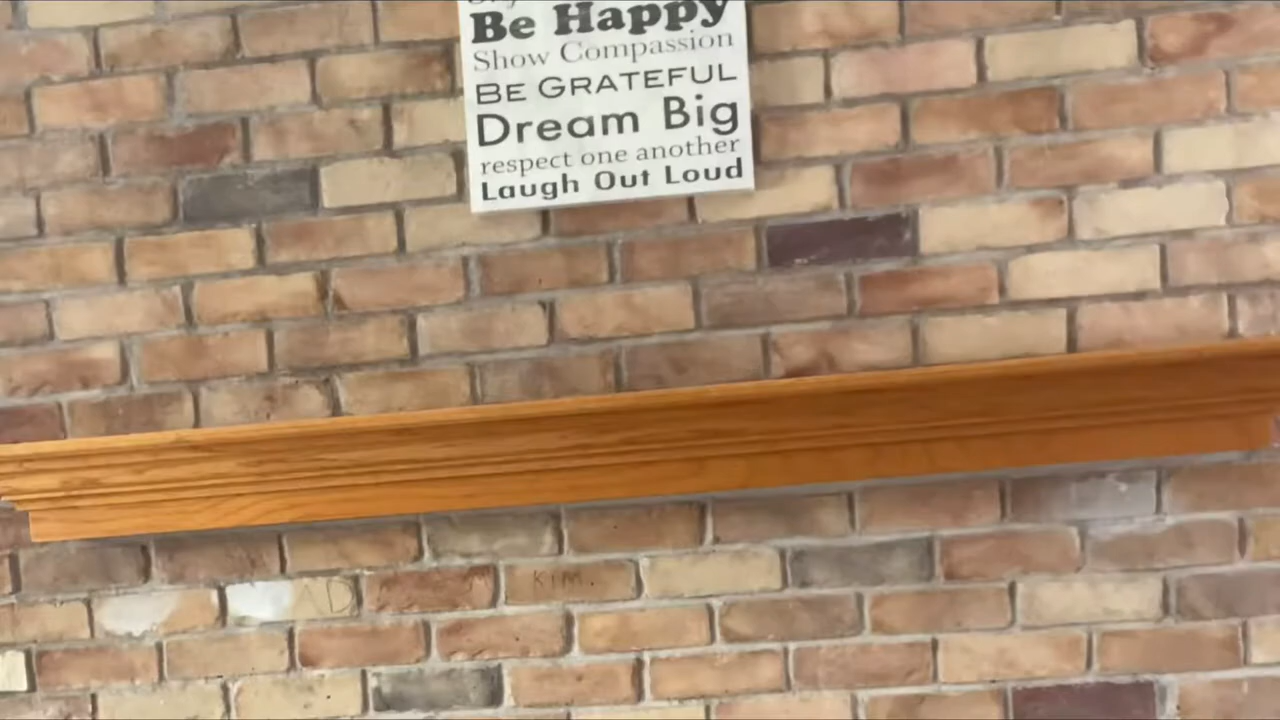 Be Happy
Show Compassion
BE GRATEFUL
Dream Big
respect one another
Laugh Out Loud
KIM.